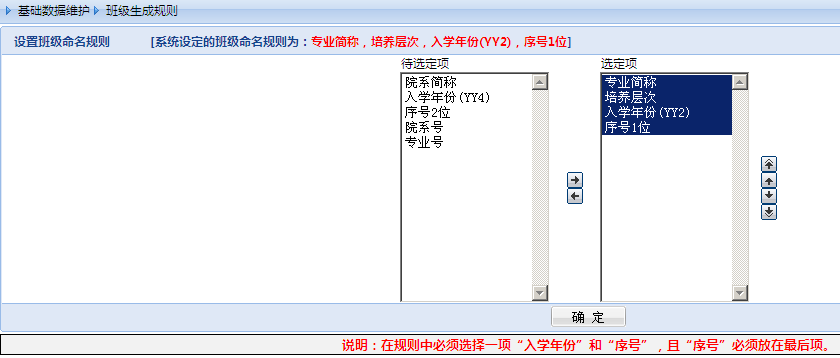 基础数据维护 班级生成规则
设置班级命名规则 [系统设定的班级命名规则为：专业简称，培养层次，入学年份(YY2)，序号1位]
待选定项 选定项
院系简称
入学年份(YY4)
序号2位
院系号
专业号
专业简称
培养层次
入学年份(YY2)
序号1位
确 定
说明：在规则中必须选择一项“入学年份”和“序号”，且“序号”必须放在最后项。